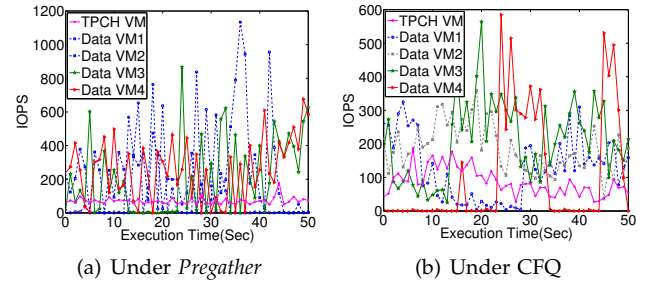 1200
1000
800
600
400
200
0
IOPS
TPCH VM
Data VM1
Data VM2
Data VM3
Data VM4
0 10 20 30 40 50
Execution Time(Sec)
(a) Under Pregather
600
500
400
300
200
100
0
IOPS
TPCH VM
Data VM1
Data VM2
Data VM3
Data VM4
0 10 20 30 40 50
Execution Time(Sec)
(b) Under CFQ